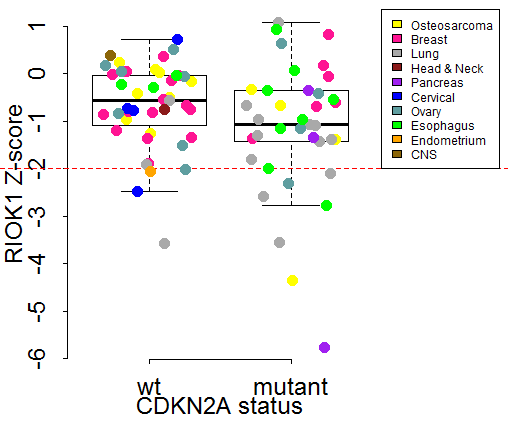 1
0
-1
-2
-3
-4
-5
-6
RIOK1 Z-score
wt mutant
CDKN2A status
Osteosarcoma
Breast
Lung
Head & Neck
Pancreas
Cervical
Ovary
Esophagus
Endometrium
CNS